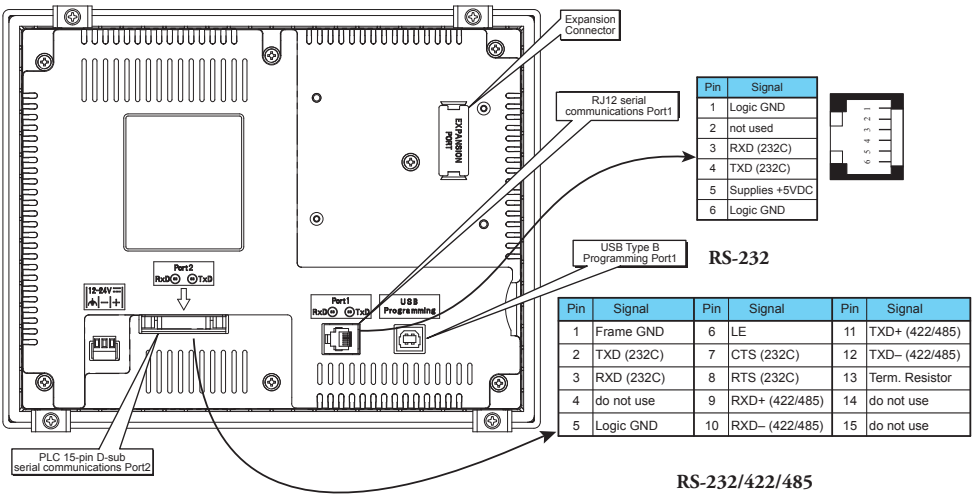 Expansion
Connector
RJ12 serial
communications Port1
EXPANSION
PORT
Pin Signal
1 Logic GND
2 not used
3 RXD (232C)
4 TXD (232C)
5 Supplies +5VDC
6 Logic GND
1
2
3
4
5
6
RS-232
USB Type B
Programming Port1
Port2
RxD TxD
12-24V
Port1
RxD TxD
USB
Programming
Pin Signal Pin Signal Pin Signal
1 Frame GND 6 LE 11 TXD+ (422/485)
2 TXD (232C) 7 CTS (232C) 12 TXD– (422/485)
3 RXD (232C) 8 RTS (232C) 13 Term. Resistor
4 do not use 9 RXD+ (422/485) 14 do not use
5 Logic GND 10 RXD– (422/485) 15 do not use
PLC 15-pin D-sub
serial communications Port2
RS-232/422/485